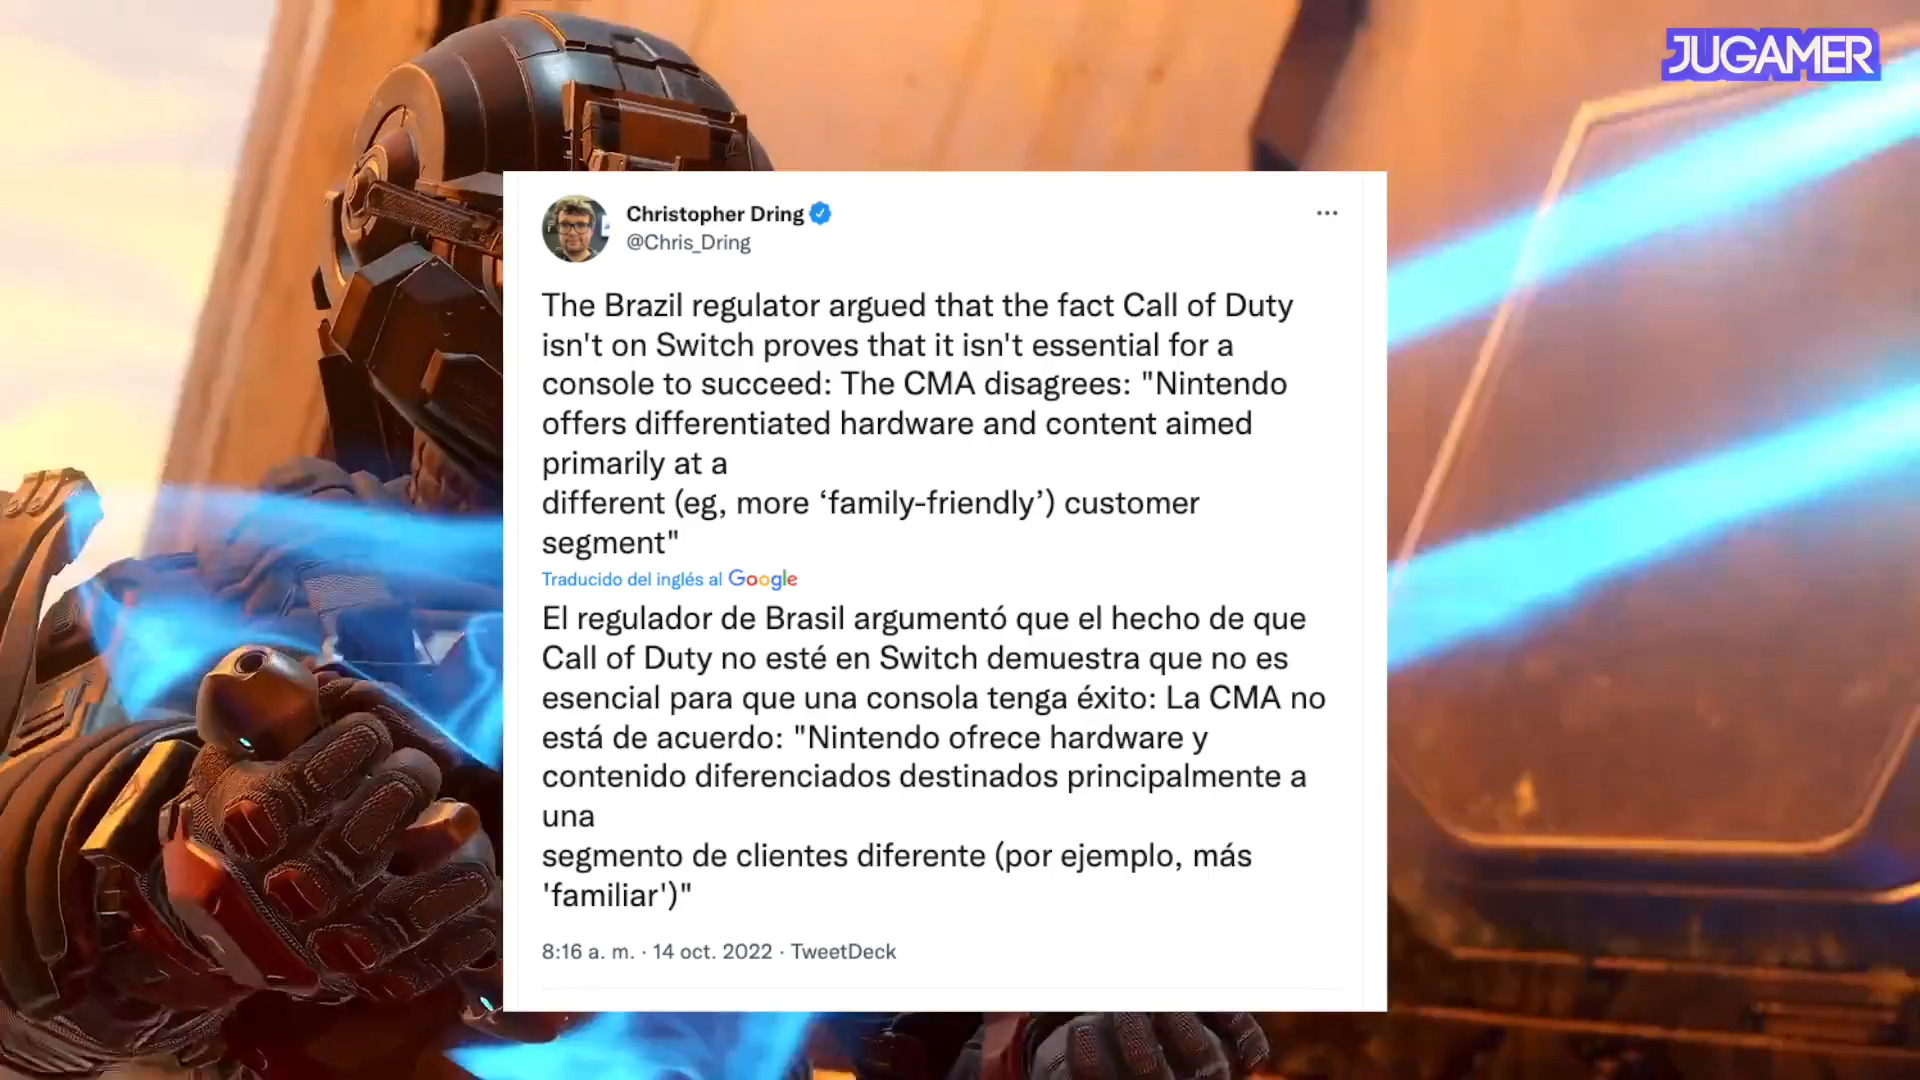 JUGAMER
Christopher Dring
@Chris_Dring
The Brazil regulator argued that the fact Call of Duty
isn't on Switch proves that it isn't essential for a
console to succeed: The CMA disagrees: "Nintendo
offers differentiated hardware and content aimed
primarily at a
different (eg, more ‘family-friendly’) customer
segment"
Traducido del inglés al Google
El regulador de Brasil argumentó que el hecho de que
Call of Duty no esté en Switch demuestra que no es
esencial para que una consola tenga éxito: La CMA no
está de acuerdo: "Nintendo ofrece hardware y
contenido diferenciados destinados principalmente a
una
segmento de clientes diferente (por ejemplo, más
'familiar')"
8:16 a. m. · 14 oct. 2022 · TweetDeck